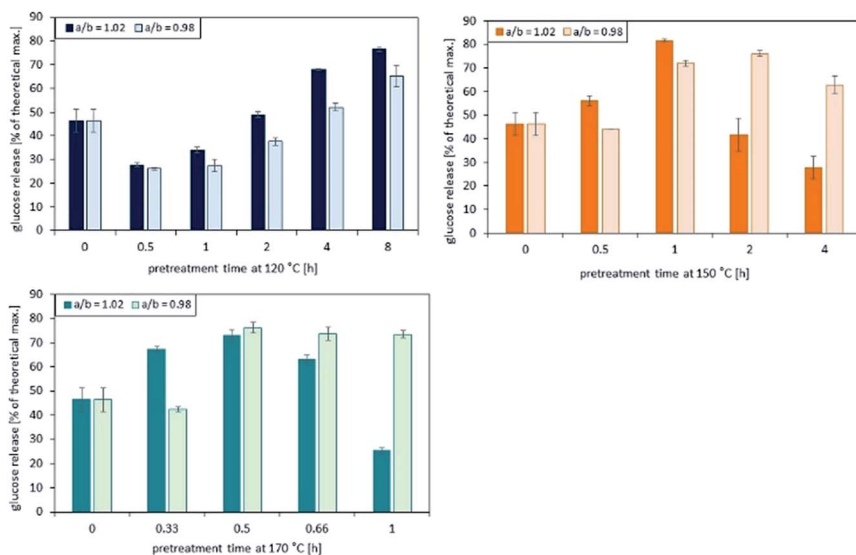 glucose release [% of theoretical max.]
90
80
70
60
50
40
30
20
10
0
a/b = 1.02 a/b = 0.98
0 0.5 1 2 4 8
pretreatment time at 120 °C [h]
glucose release [% of theoretical max.]
90
80
70
60
50
40
30
20
10
0
a/b = 1.02 a/b = 0.98
0 0.5 1 2 4
pretreatment time at 150 °C [h]
glucose release [% of theoretical max.]
90
80
70
60
50
40
30
20
10
0
a/b = 1.02 a/b = 0.98
0 0.33 0.5 0.66 1
pretreatment time at 170 °C [h]